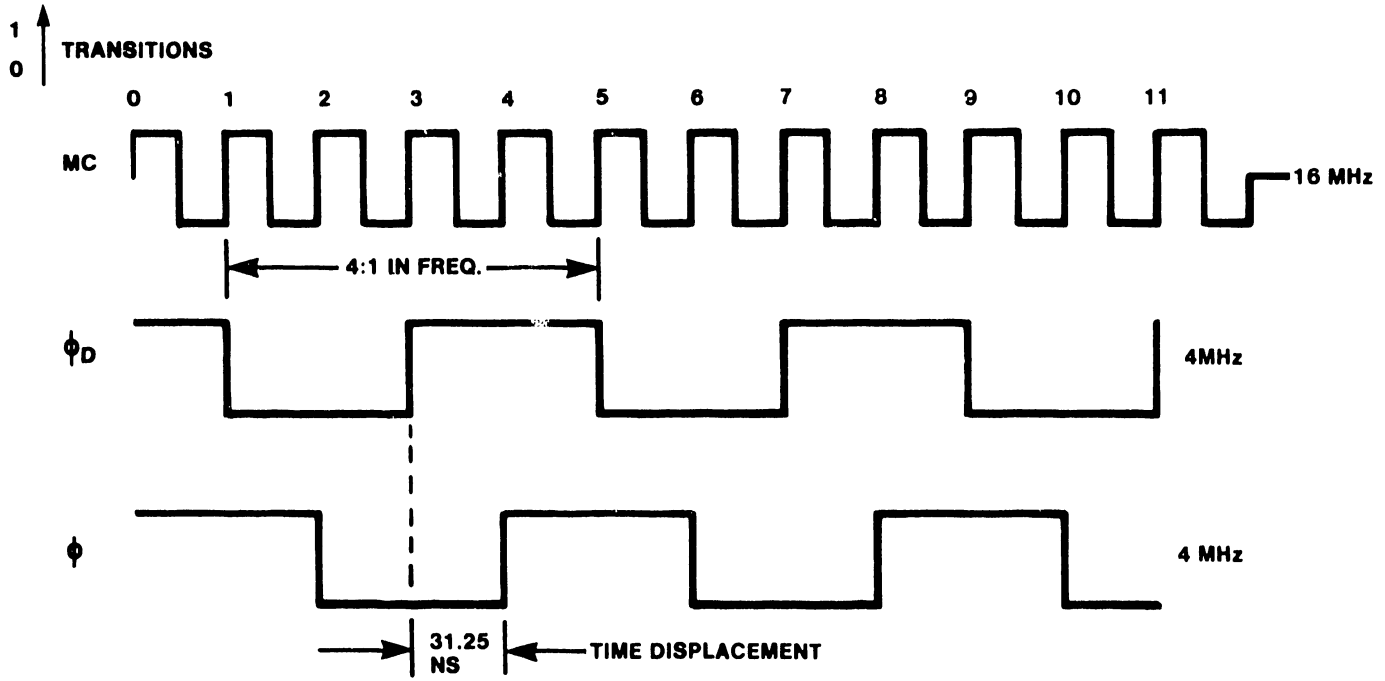 1
0
TRANSITIONS
0 1 2 3 4 5 6 7 8 9 10 11
MC
16 MHz
4:1 IN FREQ.
ϕD
4MHz
ϕ
4 MHz
31.25
NS
TIME DISPLACEMENT